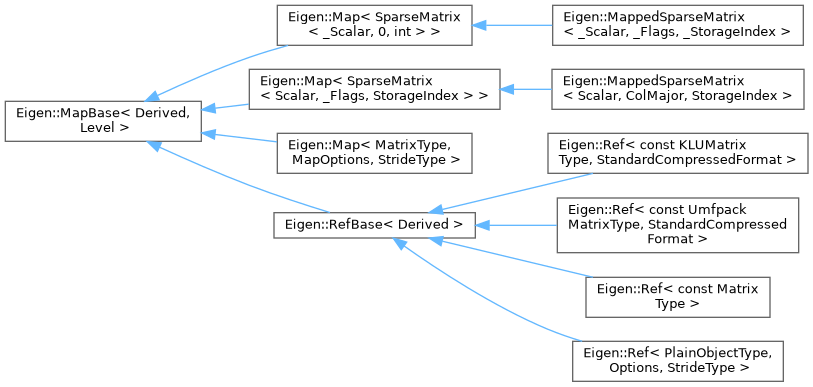 Eigen::Map< SparseMatrix
< _Scalar, 0, int > >
Eigen::MappedSparseMatrix
< _Scalar, _Flags, _StorageIndex >
Eigen::Map< SparseMatrix
< Scalar, _Flags, StorageIndex > >
Eigen::MappedSparseMatrix
< Scalar, ColMajor, StorageIndex >
Eigen::MapBase< Derived,
Level >
Eigen::Map< MatrixType,
MapOptions, StrideType >
Eigen::Ref< const KLUMatrix
Type, StandardCompressedFormat >
Eigen::RefBase< Derived >
Eigen::Ref< const Umfpack
MatrixType, StandardCompressed
Format >
Eigen::Ref< const Matrix
Type >
Eigen::Ref< PlainObjectType,
Options, StrideType >